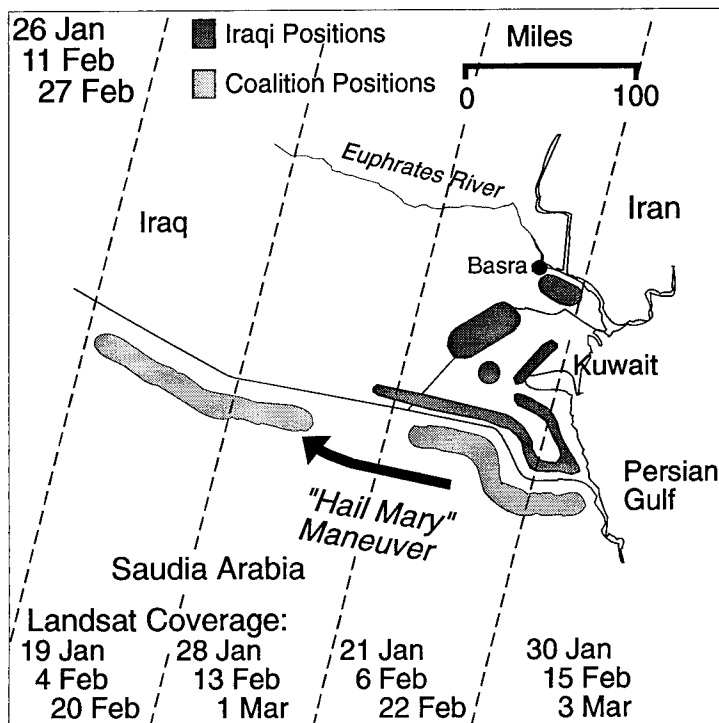 26 Jan
11 Feb
27 Feb
Iraqi Positions
Coalition Positions
Miles
0 100
Euphrates River
Iran
Iraq
Basra
Kuwait
Persian
Gulf
"Hail Mary"
Maneuver
Saudia Arabia
Landsat Coverage:
19 Jan 28 Jan 21 Jan 30 Jan
4 Feb 13 Feb 6 Feb 15 Feb
20 Feb 1 Mar 22 Feb 3 Mar